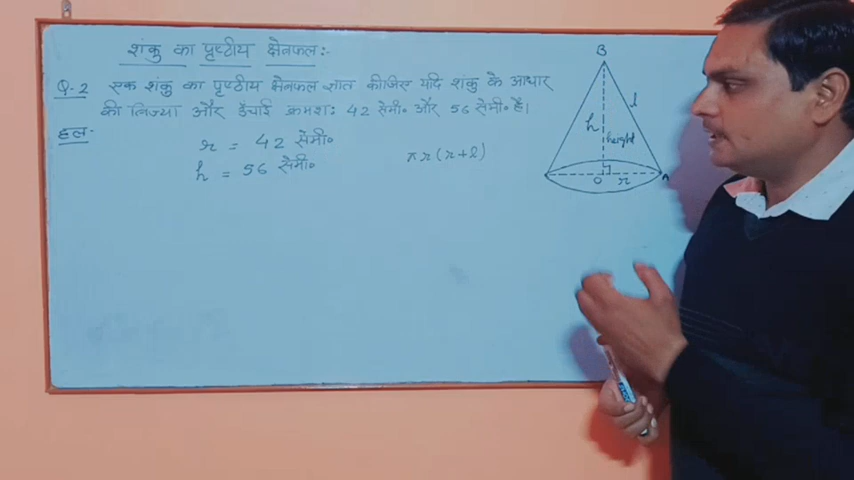 शंकु का पृष्ठीय क्षेत्रफल:-
Q.2 एक शंकु का पृष्ठीय क्षेत्रफल ज्ञात कीजिए यदि शंकु के आधार
की त्रिज्या और ऊँचाई क्रमश: 42 सेमी० और 56 सेमी० है।
हल-
r = 42 सेमी०
h = 56 सेमी०
πr(r+l)
B
l
h
height
O
r
A